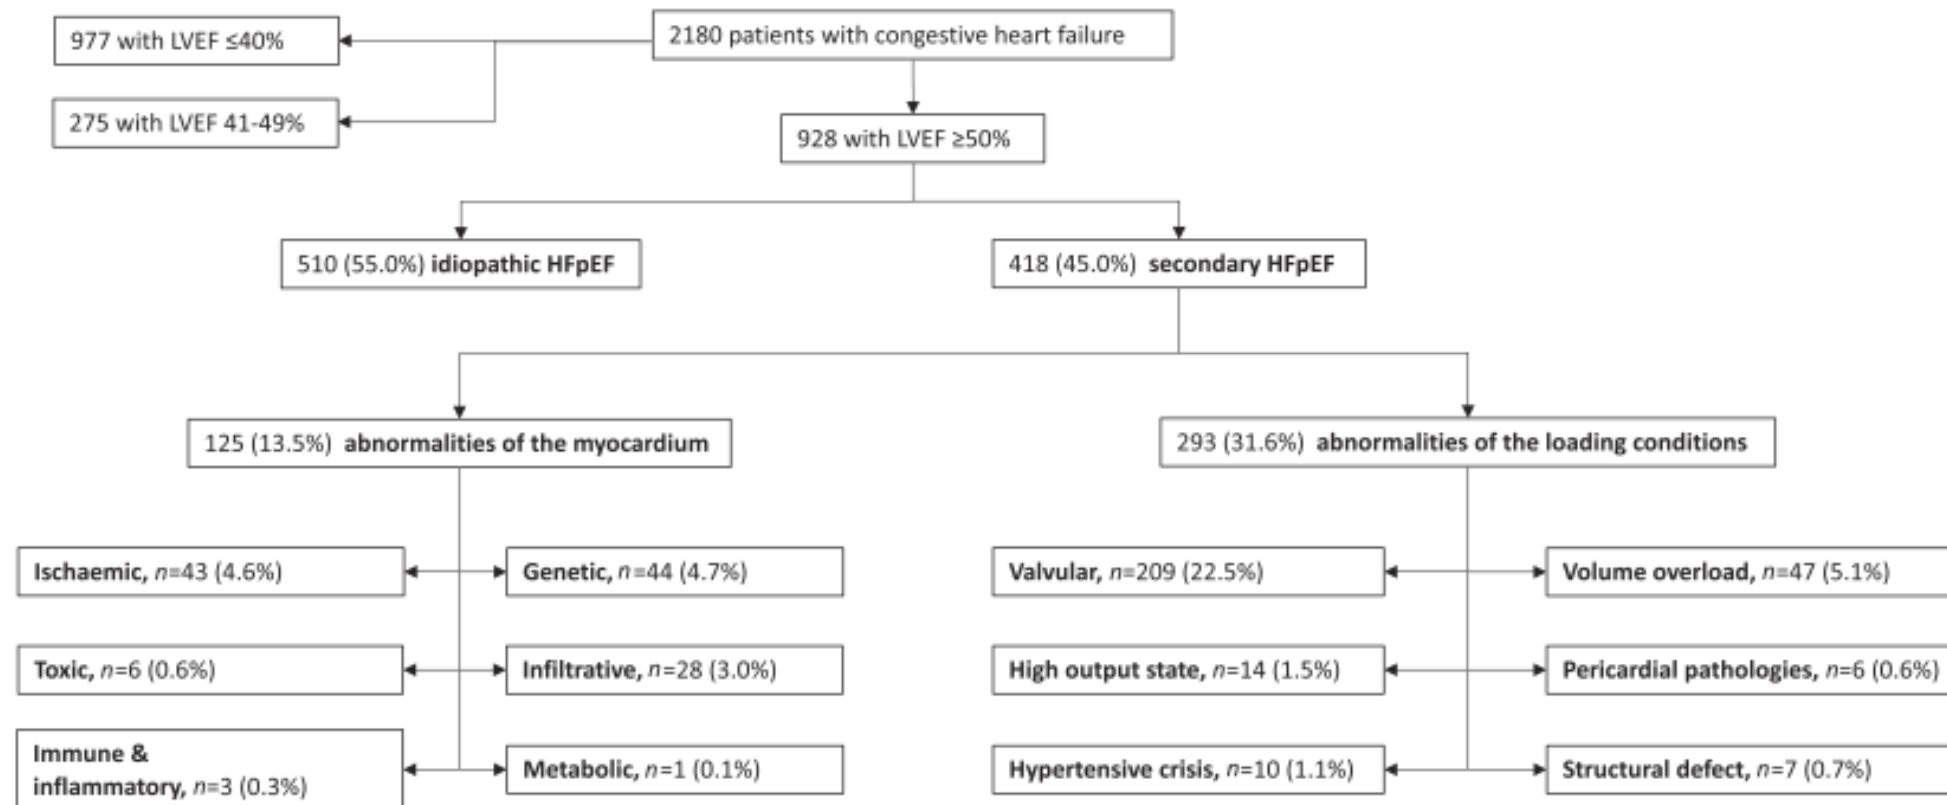 2180 patients with congestive heart failure
977 with LVEF ≤40%
275 with LVEF 41-49%
928 with LVEF ≥50%
510 (55.0%) idiopathic HFpEF
418 (45.0%) secondary HFpEF
125 (13.5%) abnormalities of the myocardium
293 (31.6%) abnormalities of the loading conditions
Ischaemic, n=43 (4.6%)
Genetic, n=44 (4.7%)
Valvular, n=209 (22.5%)
Volume overload, n=47 (5.1%)
Toxic, n=6 (0.6%)
Infiltrative, n=28 (3.0%)
High output state, n=14 (1.5%)
Pericardial pathologies, n=6 (0.6%)
Immune &
inflammatory, n=3 (0.3%)
Metabolic, n=1 (0.1%)
Hypertensive crisis, n=10 (1.1%)
Structural defect, n=7 (0.7%)